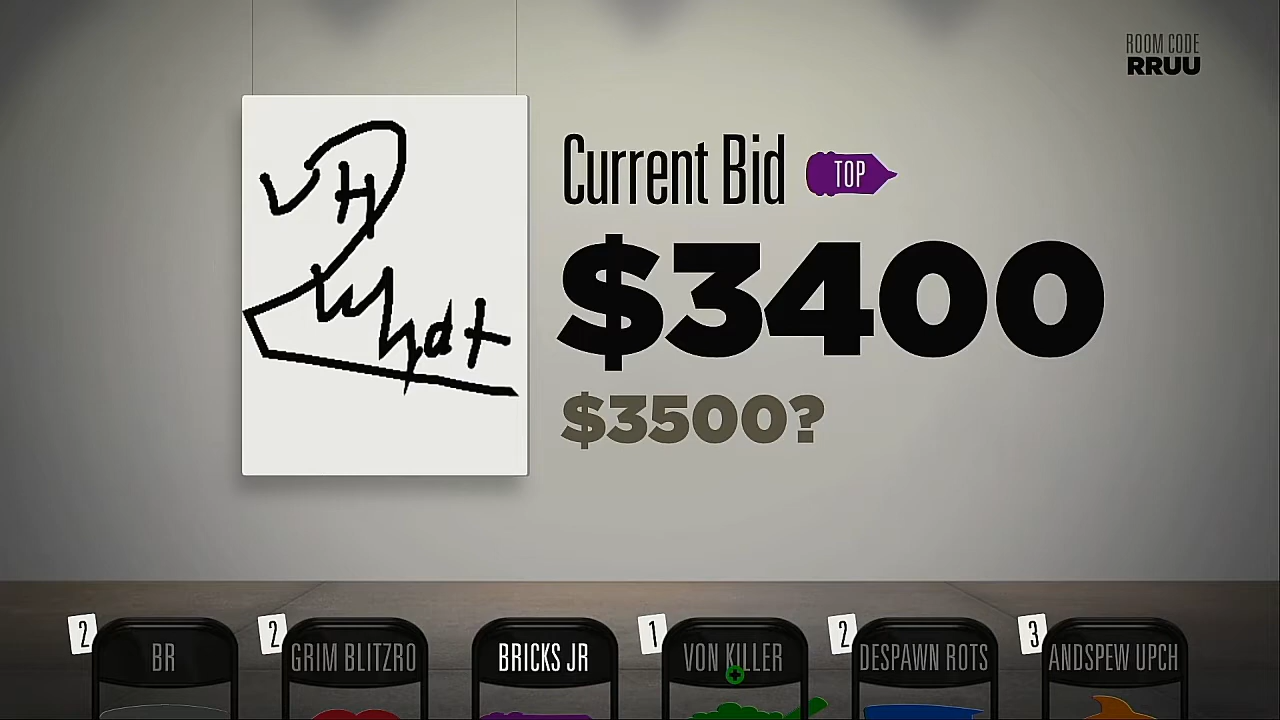 ROOM CODE
RRUU
Current Bid TOP
$3400
$3500?
2 BR
2 GRIM BLITZRO
BRICKS JR
1 VON KILLER
2 DESPAWN ROTS
3 ANDSPEW UPCH